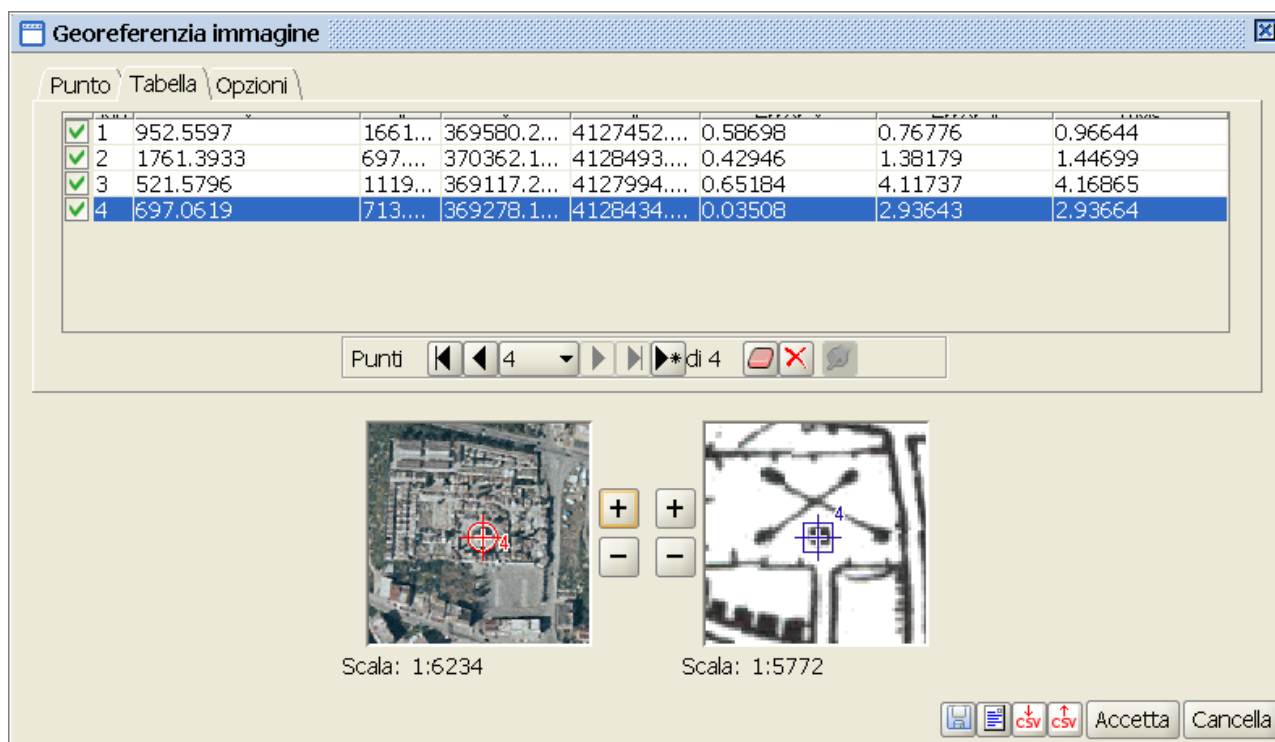 Georeferenzia immagine
Punto Tabella Opzioni
1 952.5597 1661... 369580.2... 4127452.... 0.58698 0.76776 0.96644
2 1761.3933 697.... 370362.1... 4128493.... 0.42946 1.38179 1.44699
3 521.5796 1119... 369117.2... 4127994.... 0.65184 4.11737 4.16865
4 697.0619 713.... 369278.1... 4128434.... 0.03508 2.93643 2.93664
Punti 4 di 4
4 4
+ +
− −
Scala: 1:6234 Scala: 1:5772
csv csv Accetta Cancella